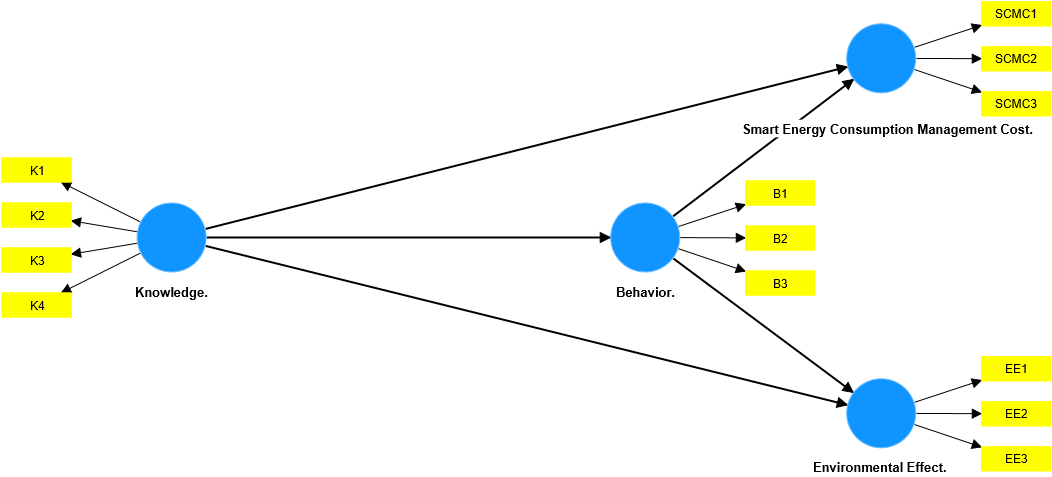 SCMC1
SCMC2
SCMC3
Smart Energy Consumption Management Cost.
K1
K2
K3
K4
Knowledge.
B1
B2
B3
Behavior.
EE1
EE2
EE3
Environmental Effect.